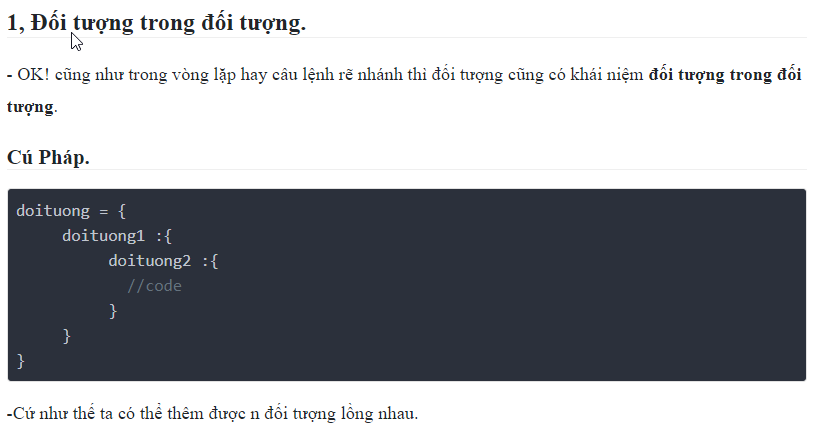 1, Đối tượng trong đối tượng.
- OK! cũng như trong vòng lặp hay câu lệnh rẽ nhánh thì đối tượng cũng có khái niệm đối tượng trong đối
tượng.
Cú Pháp.
doituong = {
     doituong1 :{
          doituong2 :{
            //code
          }
     }
}
-Cứ như thế ta có thể thêm được n đối tượng lồng nhau.